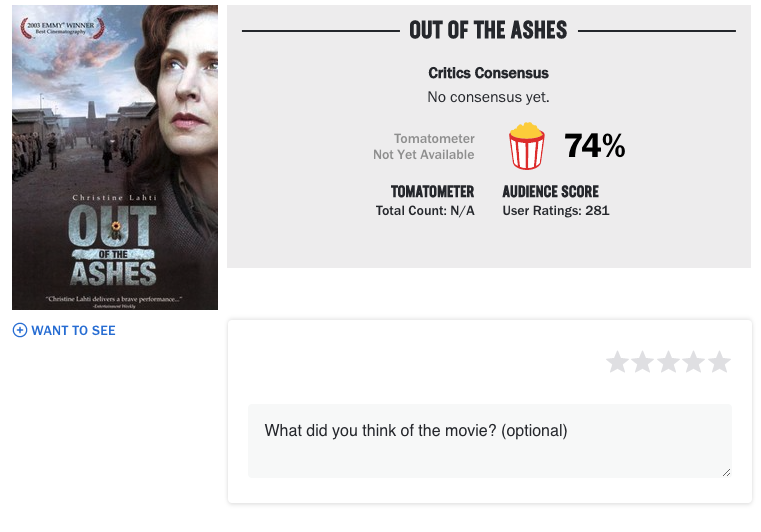 2003 EMMY® WINNER
Best Cinematography
Christine Lahti
OUT
OF THE
ASHES
"Christine Lahti delivers a brave performance..."
-Entertainment Weekly
WANT TO SEE
OUT OF THE ASHES
Critics Consensus
No consensus yet.
Tomatometer
Not Yet Available
74%
TOMATOMETER
Total Count: N/A
AUDIENCE SCORE
User Ratings: 281
What did you think of the movie? (optional)